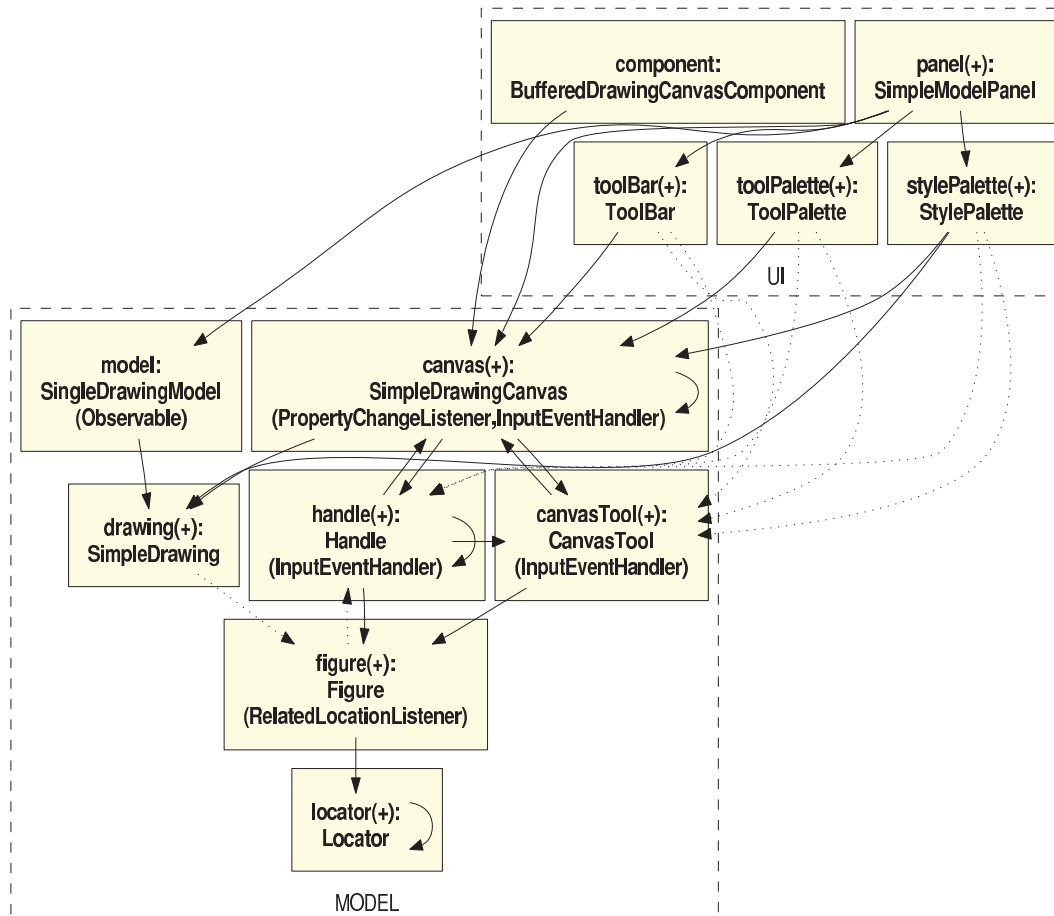 component:
BufferedDrawingCanvasComponent
panel(+):
SimpleModelPanel
toolBar(+):
ToolBar
toolPalette(+):
ToolPalette
stylePalette(+):
StylePalette
UI
model:
SingleDrawingModel
(Observable)
canvas(+):
SimpleDrawingCanvas
(PropertyChangeListener,InputEventHandler)
drawing(+):
SimpleDrawing
handle(+):
Handle
(InputEventHandler)
canvasTool(+):
CanvasTool
(InputEventHandler)
figure(+):
Figure
(RelatedLocationListener)
locator(+):
Locator
MODEL